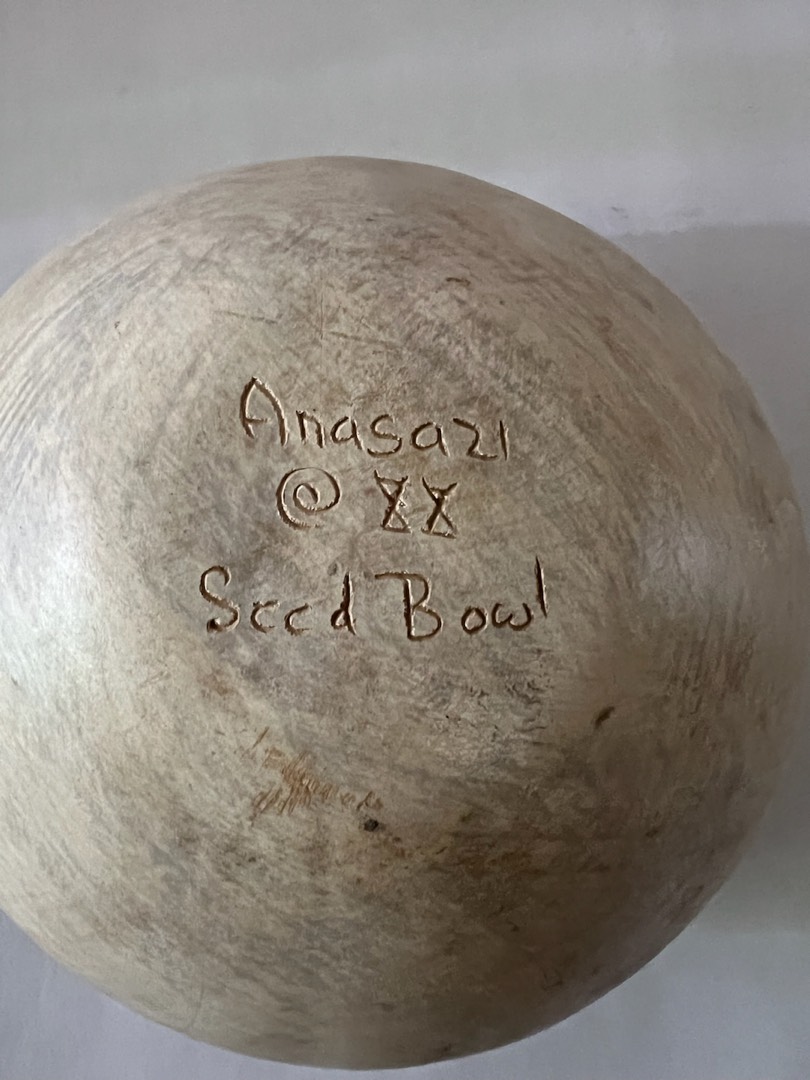 Anasazi
@ XX
Seed Bowl